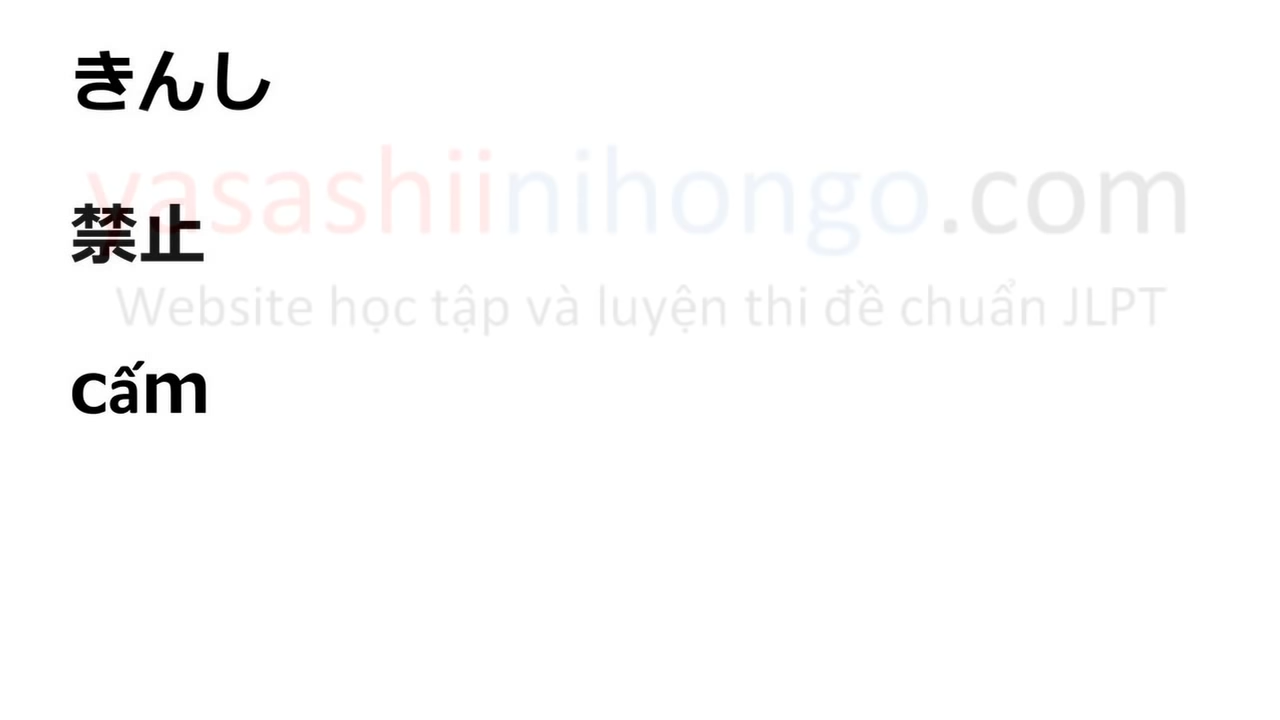 きんし
yasashiinihongo.com
禁止
Website học tập và luyện thi đề chuẩn JLPT
cấm